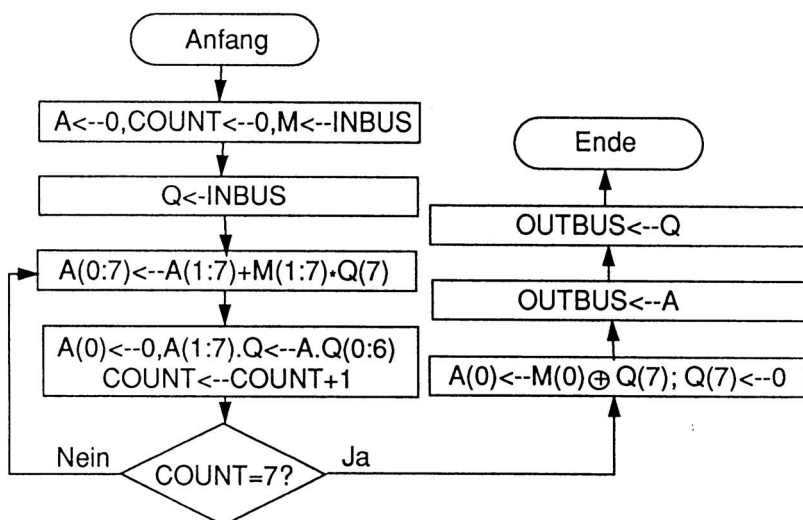 Anfang
A<--0,COUNT<--0,M<--INBUS
Q<-INBUS
A(0:7)<--A(1:7)+M(1:7)*Q(7)
A(0)<--0,A(1:7).Q<--A.Q(0:6)
COUNT<--COUNT+1
COUNT=7?
Nein
Ja
A(0)<--M(0)⊕Q(7); Q(7)<--0
OUTBUS<--A
OUTBUS<--Q
Ende